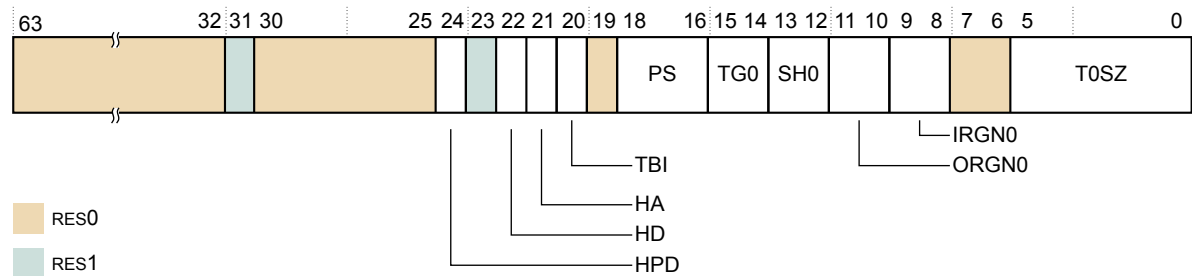 63 32 31 30 25 24 23 22 21 20 19 18 16 15 14 13 12 11 10 9 8 7 6 5 0
PS TG0 SH0 T0SZ
IRGN0
TBI ORGN0
HA
RES0
HD
RES1 HPD